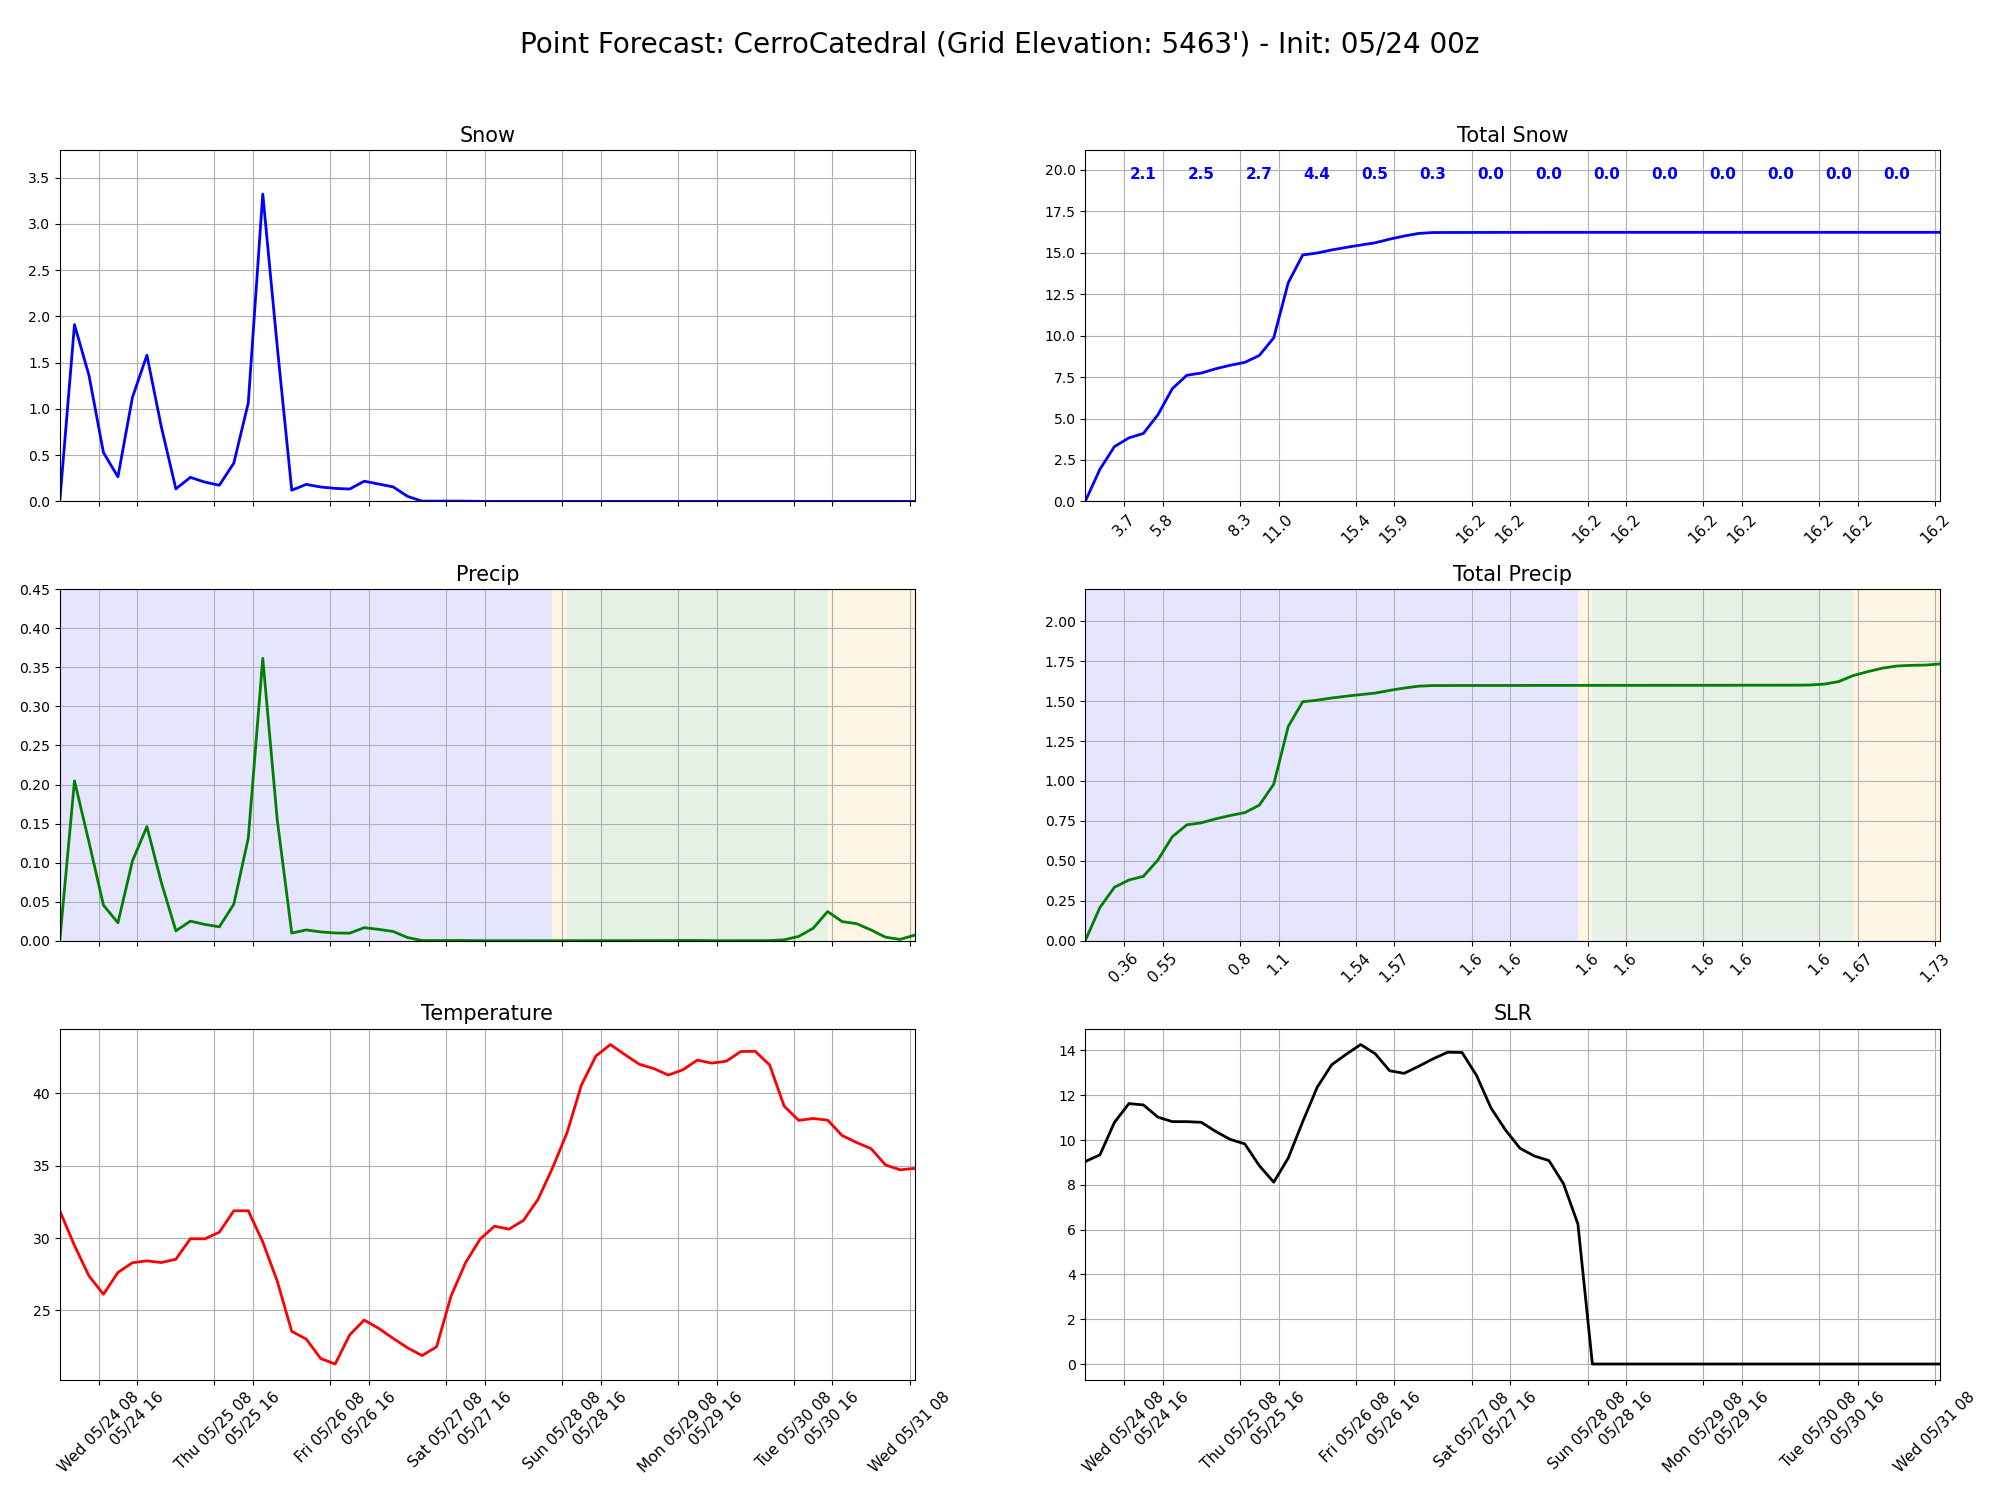 Point Forecast: CerroCatedral (Grid Elevation: 5463') - Init: 05/24 00z
Snow
3.5
3.0
2.5
2.0
1.5
1.0
0.5
0.0
Total Snow
20.0
17.5
15.0
12.5
10.0
7.5
5.0
2.5
0.0
2.1 2.5 2.7 4.4 0.5 0.3 0.0 0.0 0.0 0.0 0.0 0.0 0.0 0.0
3.7 5.8 8.3 11.0 15.4 15.9 16.2 16.2 16.2 16.2 16.2 16.2 16.2 16.2 16.2
Precip
0.45
0.40
0.35
0.30
0.25
0.20
0.15
0.10
0.05
0.00
Total Precip
2.00
1.75
1.50
1.25
1.00
0.75
0.50
0.25
0.00
0.36 0.55 0.8 1.1 1.54 1.57 1.6 1.6 1.6 1.6 1.6 1.6 1.6 1.67 1.73
Temperature
40
35
30
25
Wed 05/24 08
05/24 16
Thu 05/25 08
05/25 16
Fri 05/26 08
05/26 16
Sat 05/27 08
05/27 16
Sun 05/28 08
05/28 16
Mon 05/29 08
05/29 16
Tue 05/30 08
05/30 16
Wed 05/31 08
SLR
14
12
10
8
6
4
2
0
Wed 05/24 08
05/24 16
Thu 05/25 08
05/25 16
Fri 05/26 08
05/26 16
Sat 05/27 08
05/27 16
Sun 05/28 08
05/28 16
Mon 05/29 08
05/29 16
Tue 05/30 08
05/30 16
Wed 05/31 08